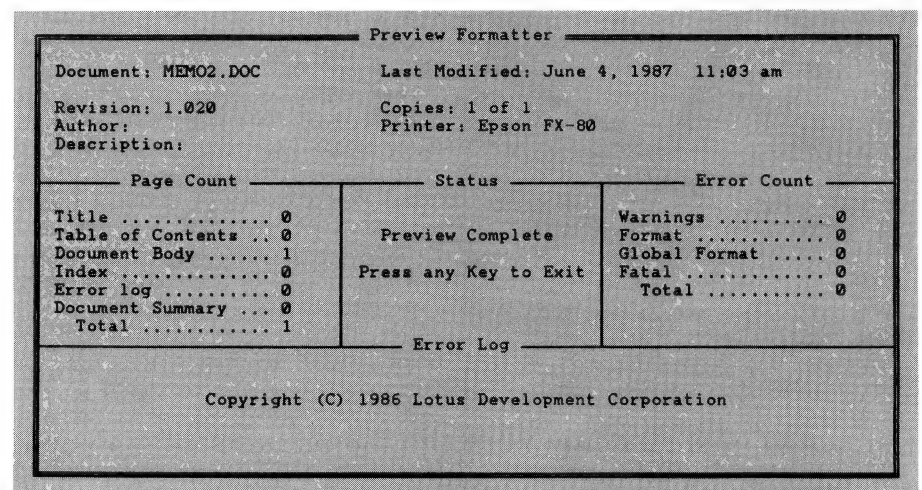 Preview Formatter
Document: MEMO2.DOC Last Modified: June 4, 1987 11:03 am
Revision: 1.020 Copies: 1 of 1
Author: Printer: Epson FX-80
Description:
Page Count
Title ............. 0
Table of Contents .. 0
Document Body ...... 1
Index ............. 0
Error log ......... 0
Document Summary ... 0
Total ............ 1
Status
Preview Complete
Press any Key to Exit
Error Count
Warnings .......... 0
Format ............ 0
Global Format ..... 0
Fatal ............. 0
Total ........... 0
Error Log
Copyright (C) 1986 Lotus Development Corporation